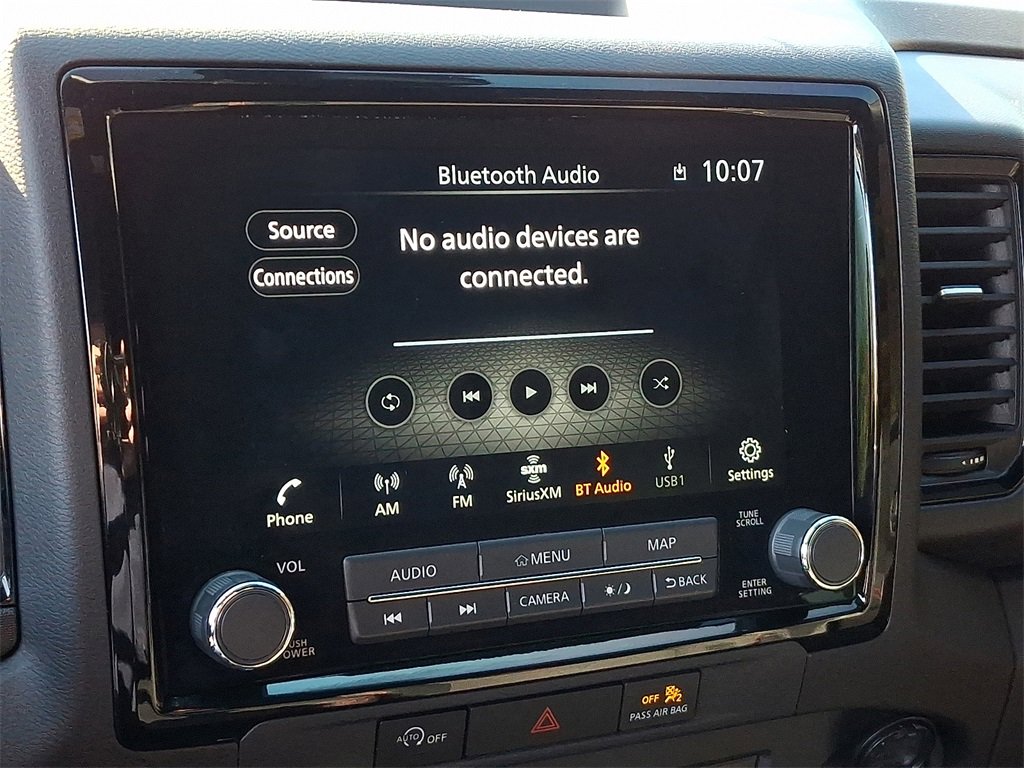 Bluetooth Audio
10:07
Source
No audio devices are
connected.
Connections
Phone
AM
FM
sxm
SiriusXM
BT Audio
USB1
Settings
VOL
AUDIO
MENU
MAP
TUNE
SCROLL
CAMERA
BACK
ENTER
SETTING
PUSH
POWER
AUTO OFF
OFF 2
PASS AIR BAG